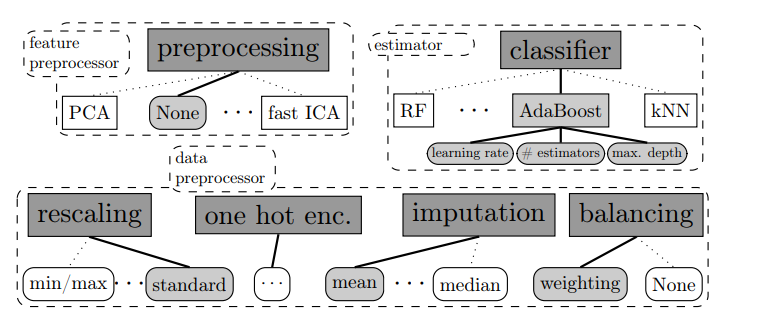 feature
preprocessor
preprocessing
PCA
None
···
fast ICA
estimator
classifier
RF
···
AdaBoost
kNN
learning rate
# estimators
max. depth
data
preprocessor
rescaling
one hot enc.
imputation
balancing
min/max
···
standard
···
mean
···
median
weighting
None